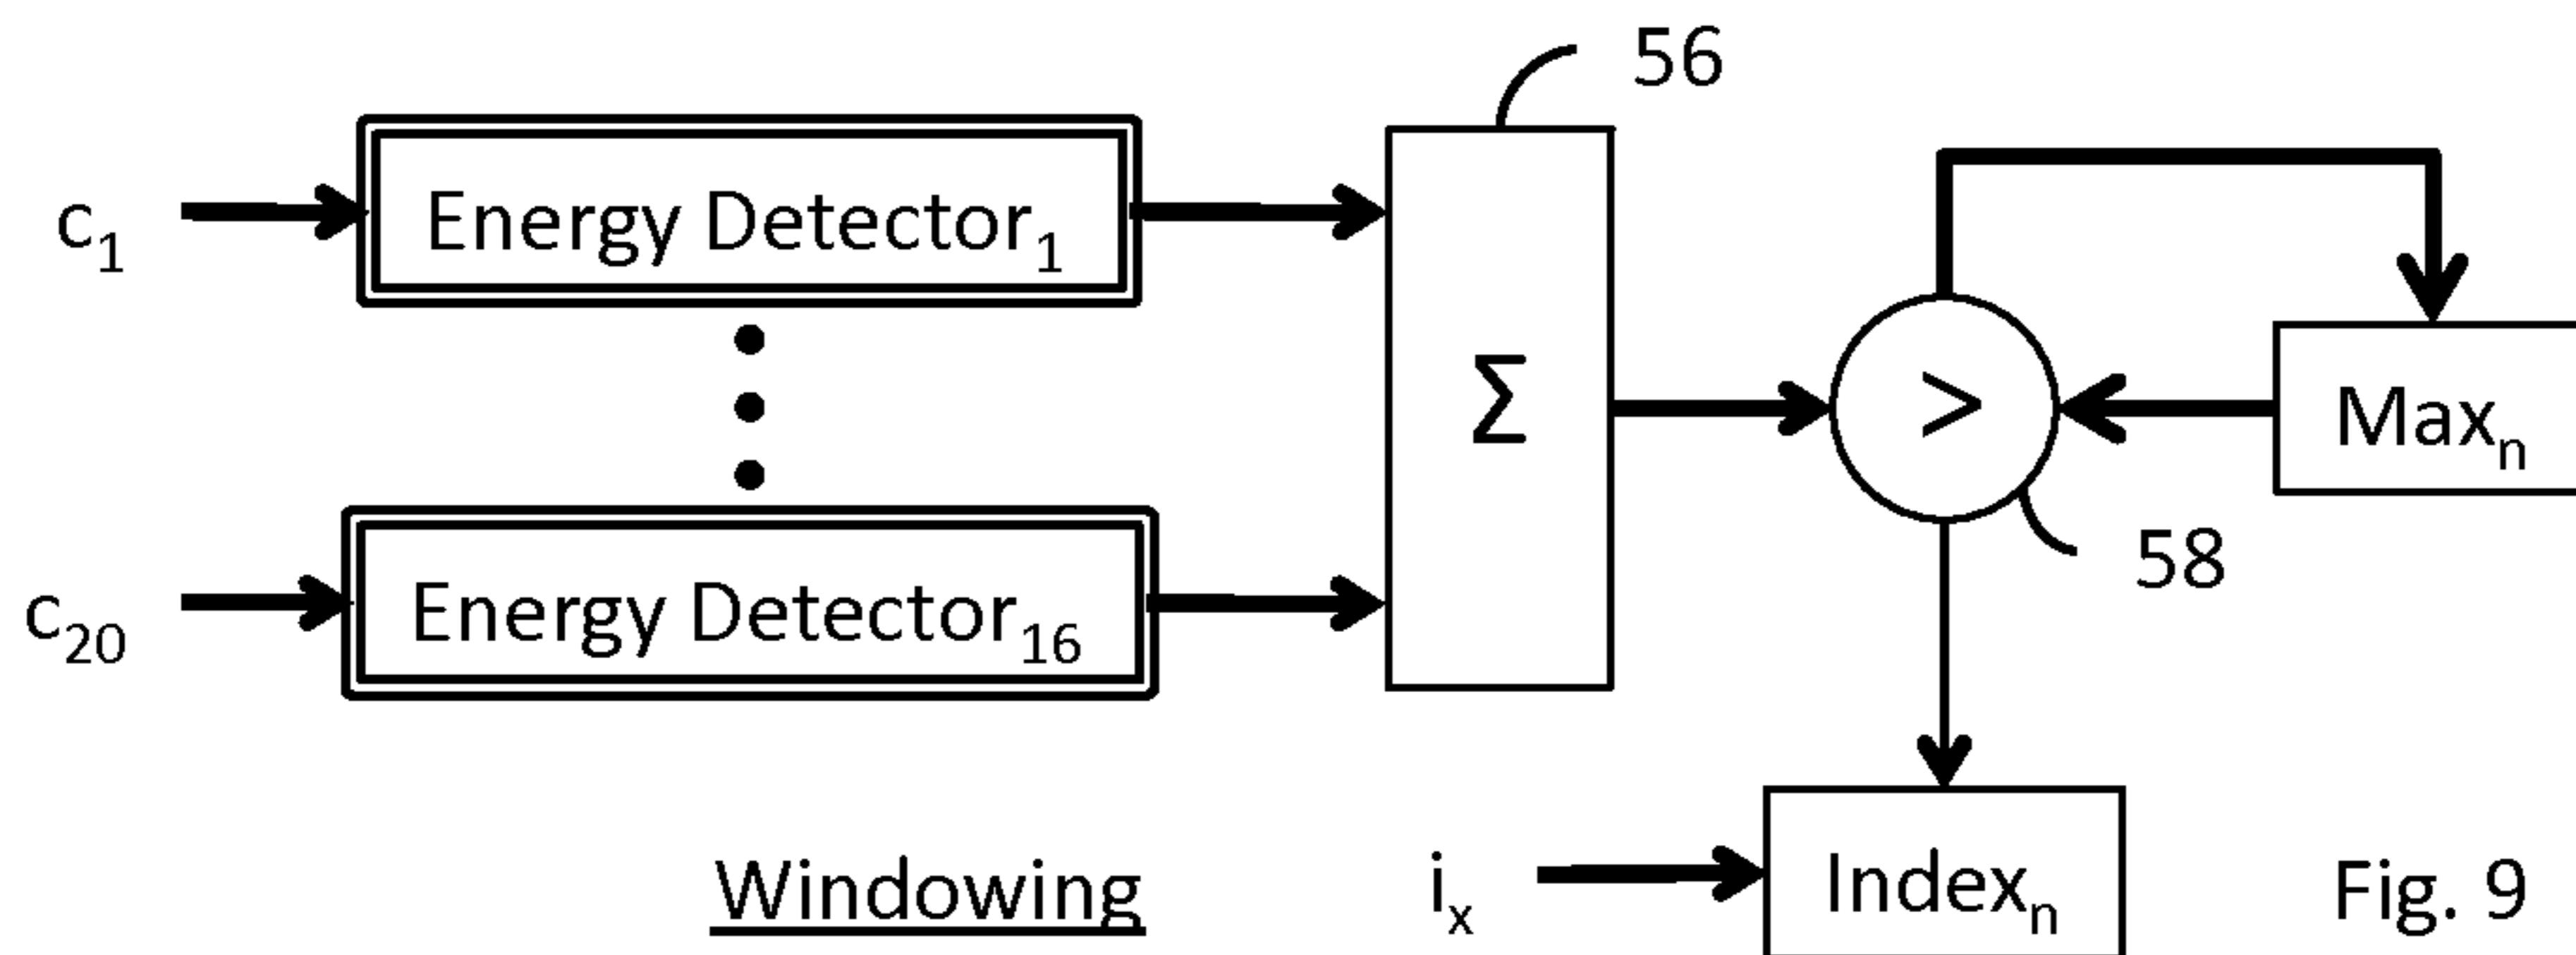 56
c₁
Energy Detector₁
Σ
>
Maxₙ
58
c₂₀
Energy Detector₁₆
Windowing
iₓ
Indexₙ
Fig. 9